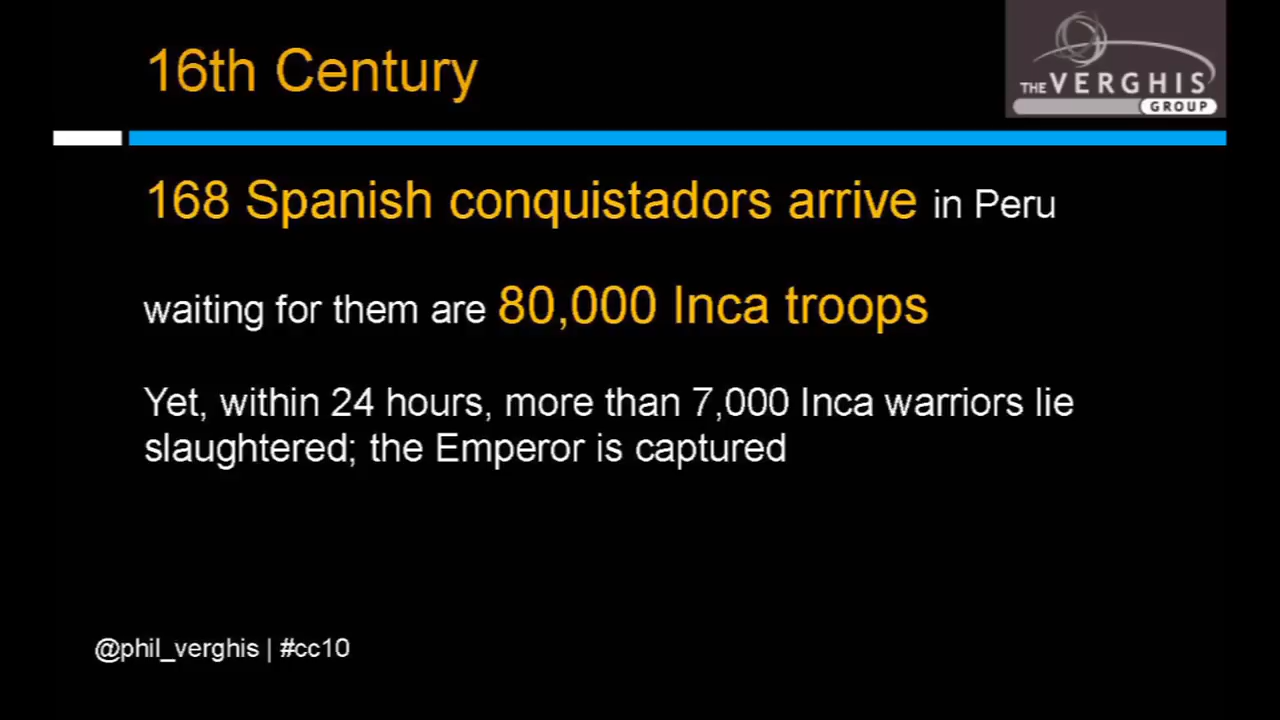 16th Century
THE VERGHIS
GROUP
168 Spanish conquistadors arrive in Peru
waiting for them are 80,000 Inca troops
Yet, within 24 hours, more than 7,000 Inca warriors lie
slaughtered; the Emperor is captured
@phil_verghis | #cc10